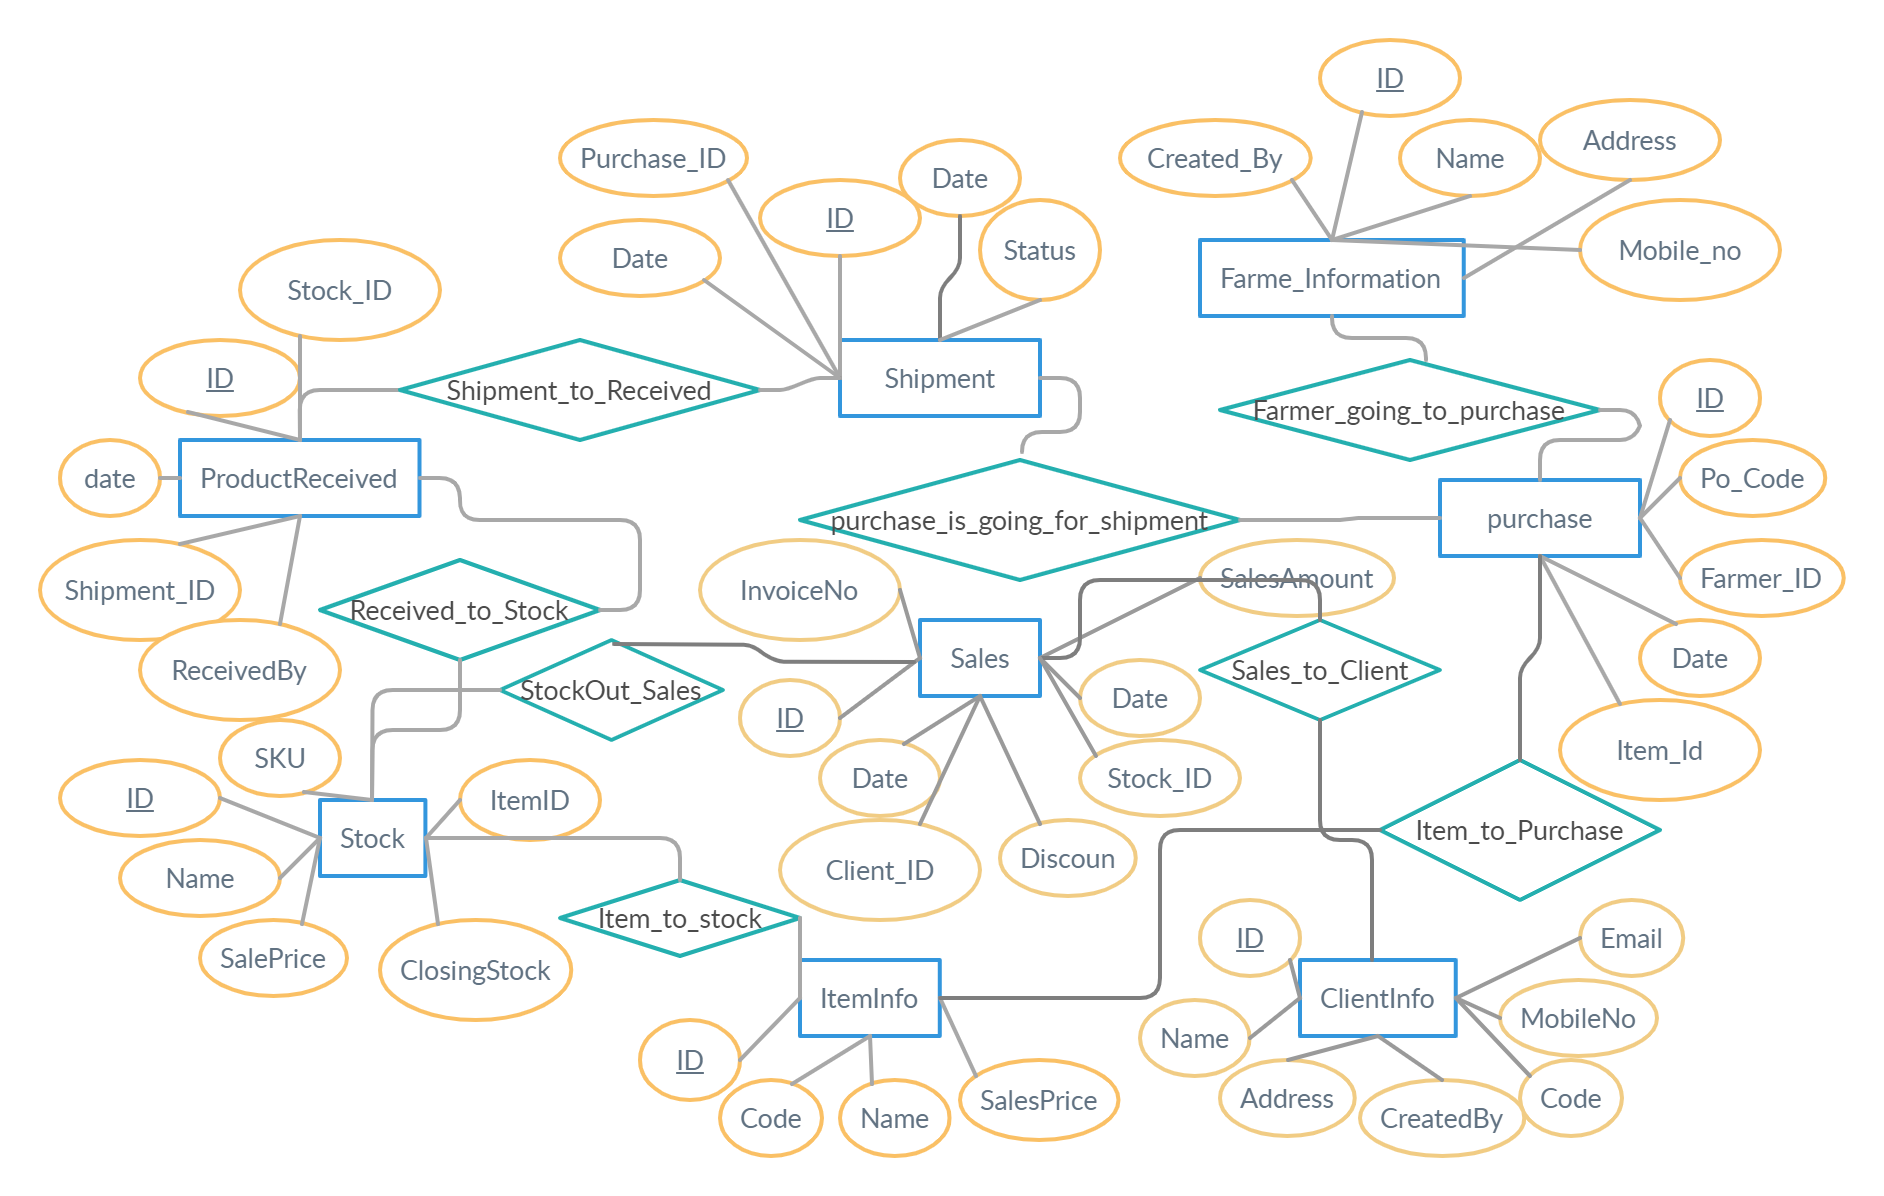 ID
Address
Created_By
Name
Purchase_ID
Date
Status
ID
Date
Mobile_no
Farme_Information
Stock_ID
ID
Shipment_to_Received
Shipment
Farmer_going_to_purchase
ID
date
ProductReceived
Po_Code
purchase_is_going_for_shipment
purchase
Shipment_ID
Received_to_Stock
InvoiceNo
SalesAmount
Farmer_ID
ReceivedBy
StockOut_Sales
Sales
Sales_to_Client
Date
ID
Date
SKU
ID
ItemID
Date
Stock_ID
Item_Id
Stock
Name
Client_ID
Discoun
Item_to_Purchase
SalePrice
ClosingStock
Item_to_stock
ID
Email
ItemInfo
ClientInfo
MobileNo
Name
ID
Code
Name
SalesPrice
Address
CreatedBy
Code